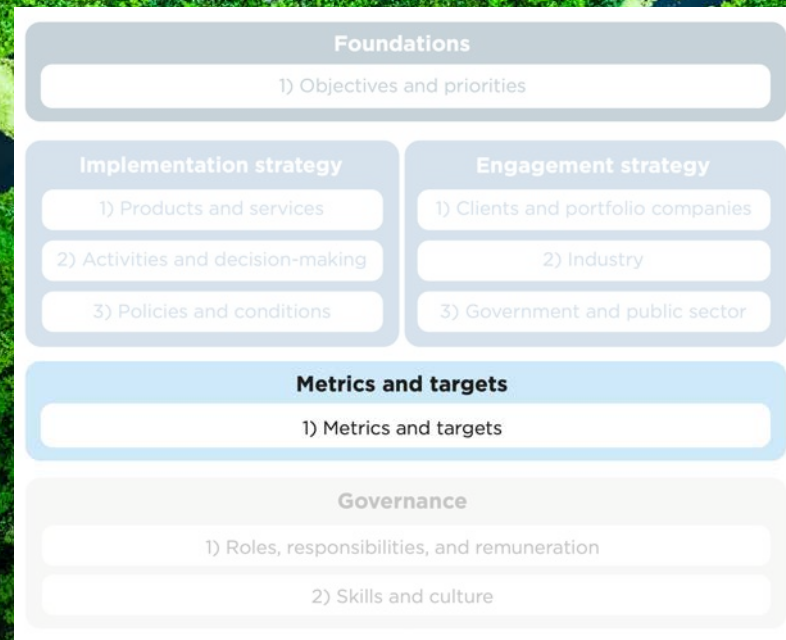 Foundations
1) Objectives and priorities
Implementation strategy
1) Products and services
2) Activities and decision-making
3) Policies and conditions
Engagement strategy
1) Clients and portfolio companies
2) Industry
3) Government and public sector
Metrics and targets
1) Metrics and targets
Governance
1) Roles, responsibilities, and remuneration
2) Skills and culture